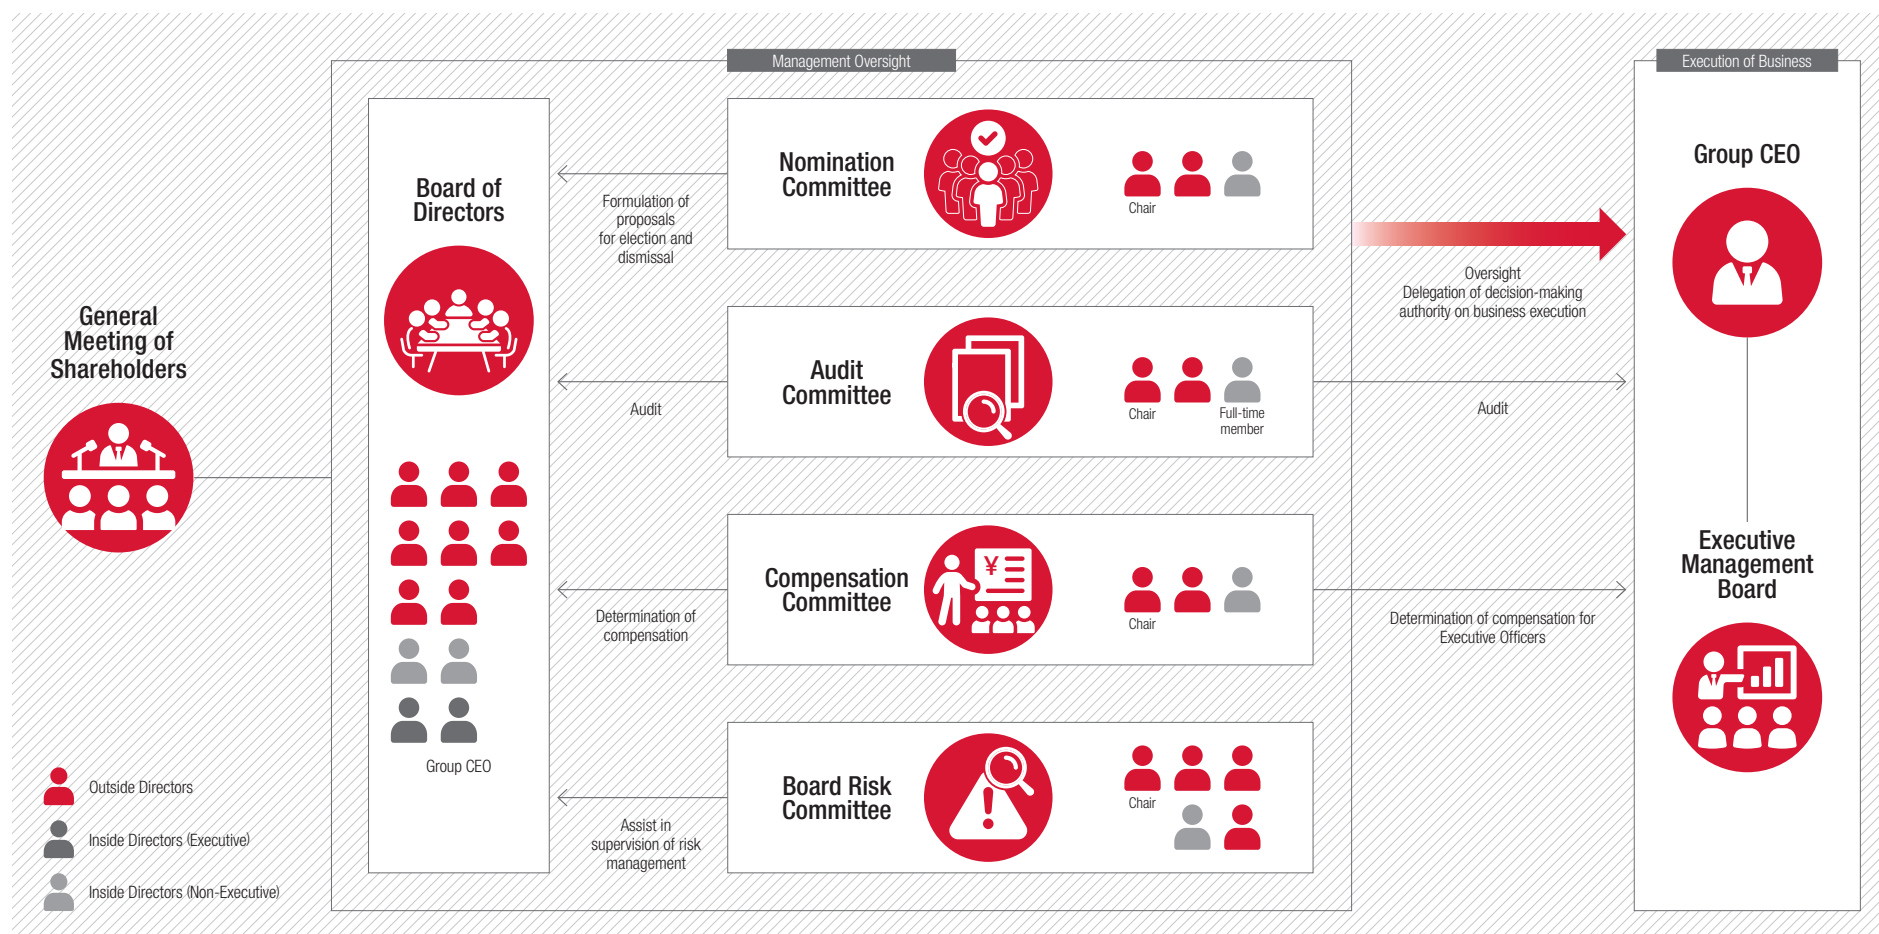 Management Oversight
Execution of Business
General
Meeting of
Shareholders
Board of
Directors
Group CEO
Formulation of
proposals
for election and
dismissal
Audit
Determination of
compensation
Assist in
supervision of risk
management
Nomination
Committee
Chair
Audit
Committee
Chair
Full-time
member
Compensation
Committee
¥
Chair
Board Risk
Committee
Chair
Oversight
Delegation of decision-making
authority on business execution
Audit
Determination of compensation for
Executive Officers
Group CEO
Executive
Management
Board
Outside Directors
Inside Directors (Executive)
Inside Directors (Non-Executive)